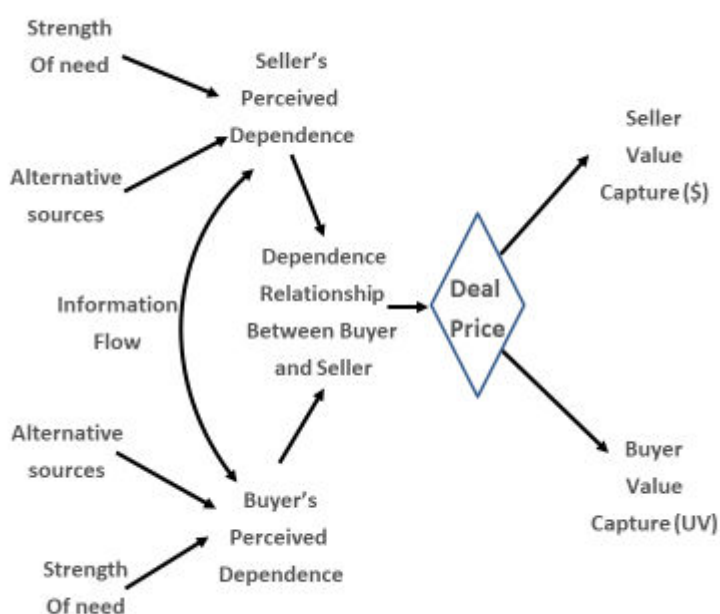 Strength
Of need
Seller's
Perceived
Dependence
Alternative
sources
Information
Flow
Dependence
Relationship
Between Buyer
and Seller
Deal
Price
Seller
Value
Capture ($)
Buyer
Value
Capture (UV)
Alternative
sources
Buyer's
Perceived
Dependence
Strength
Of need